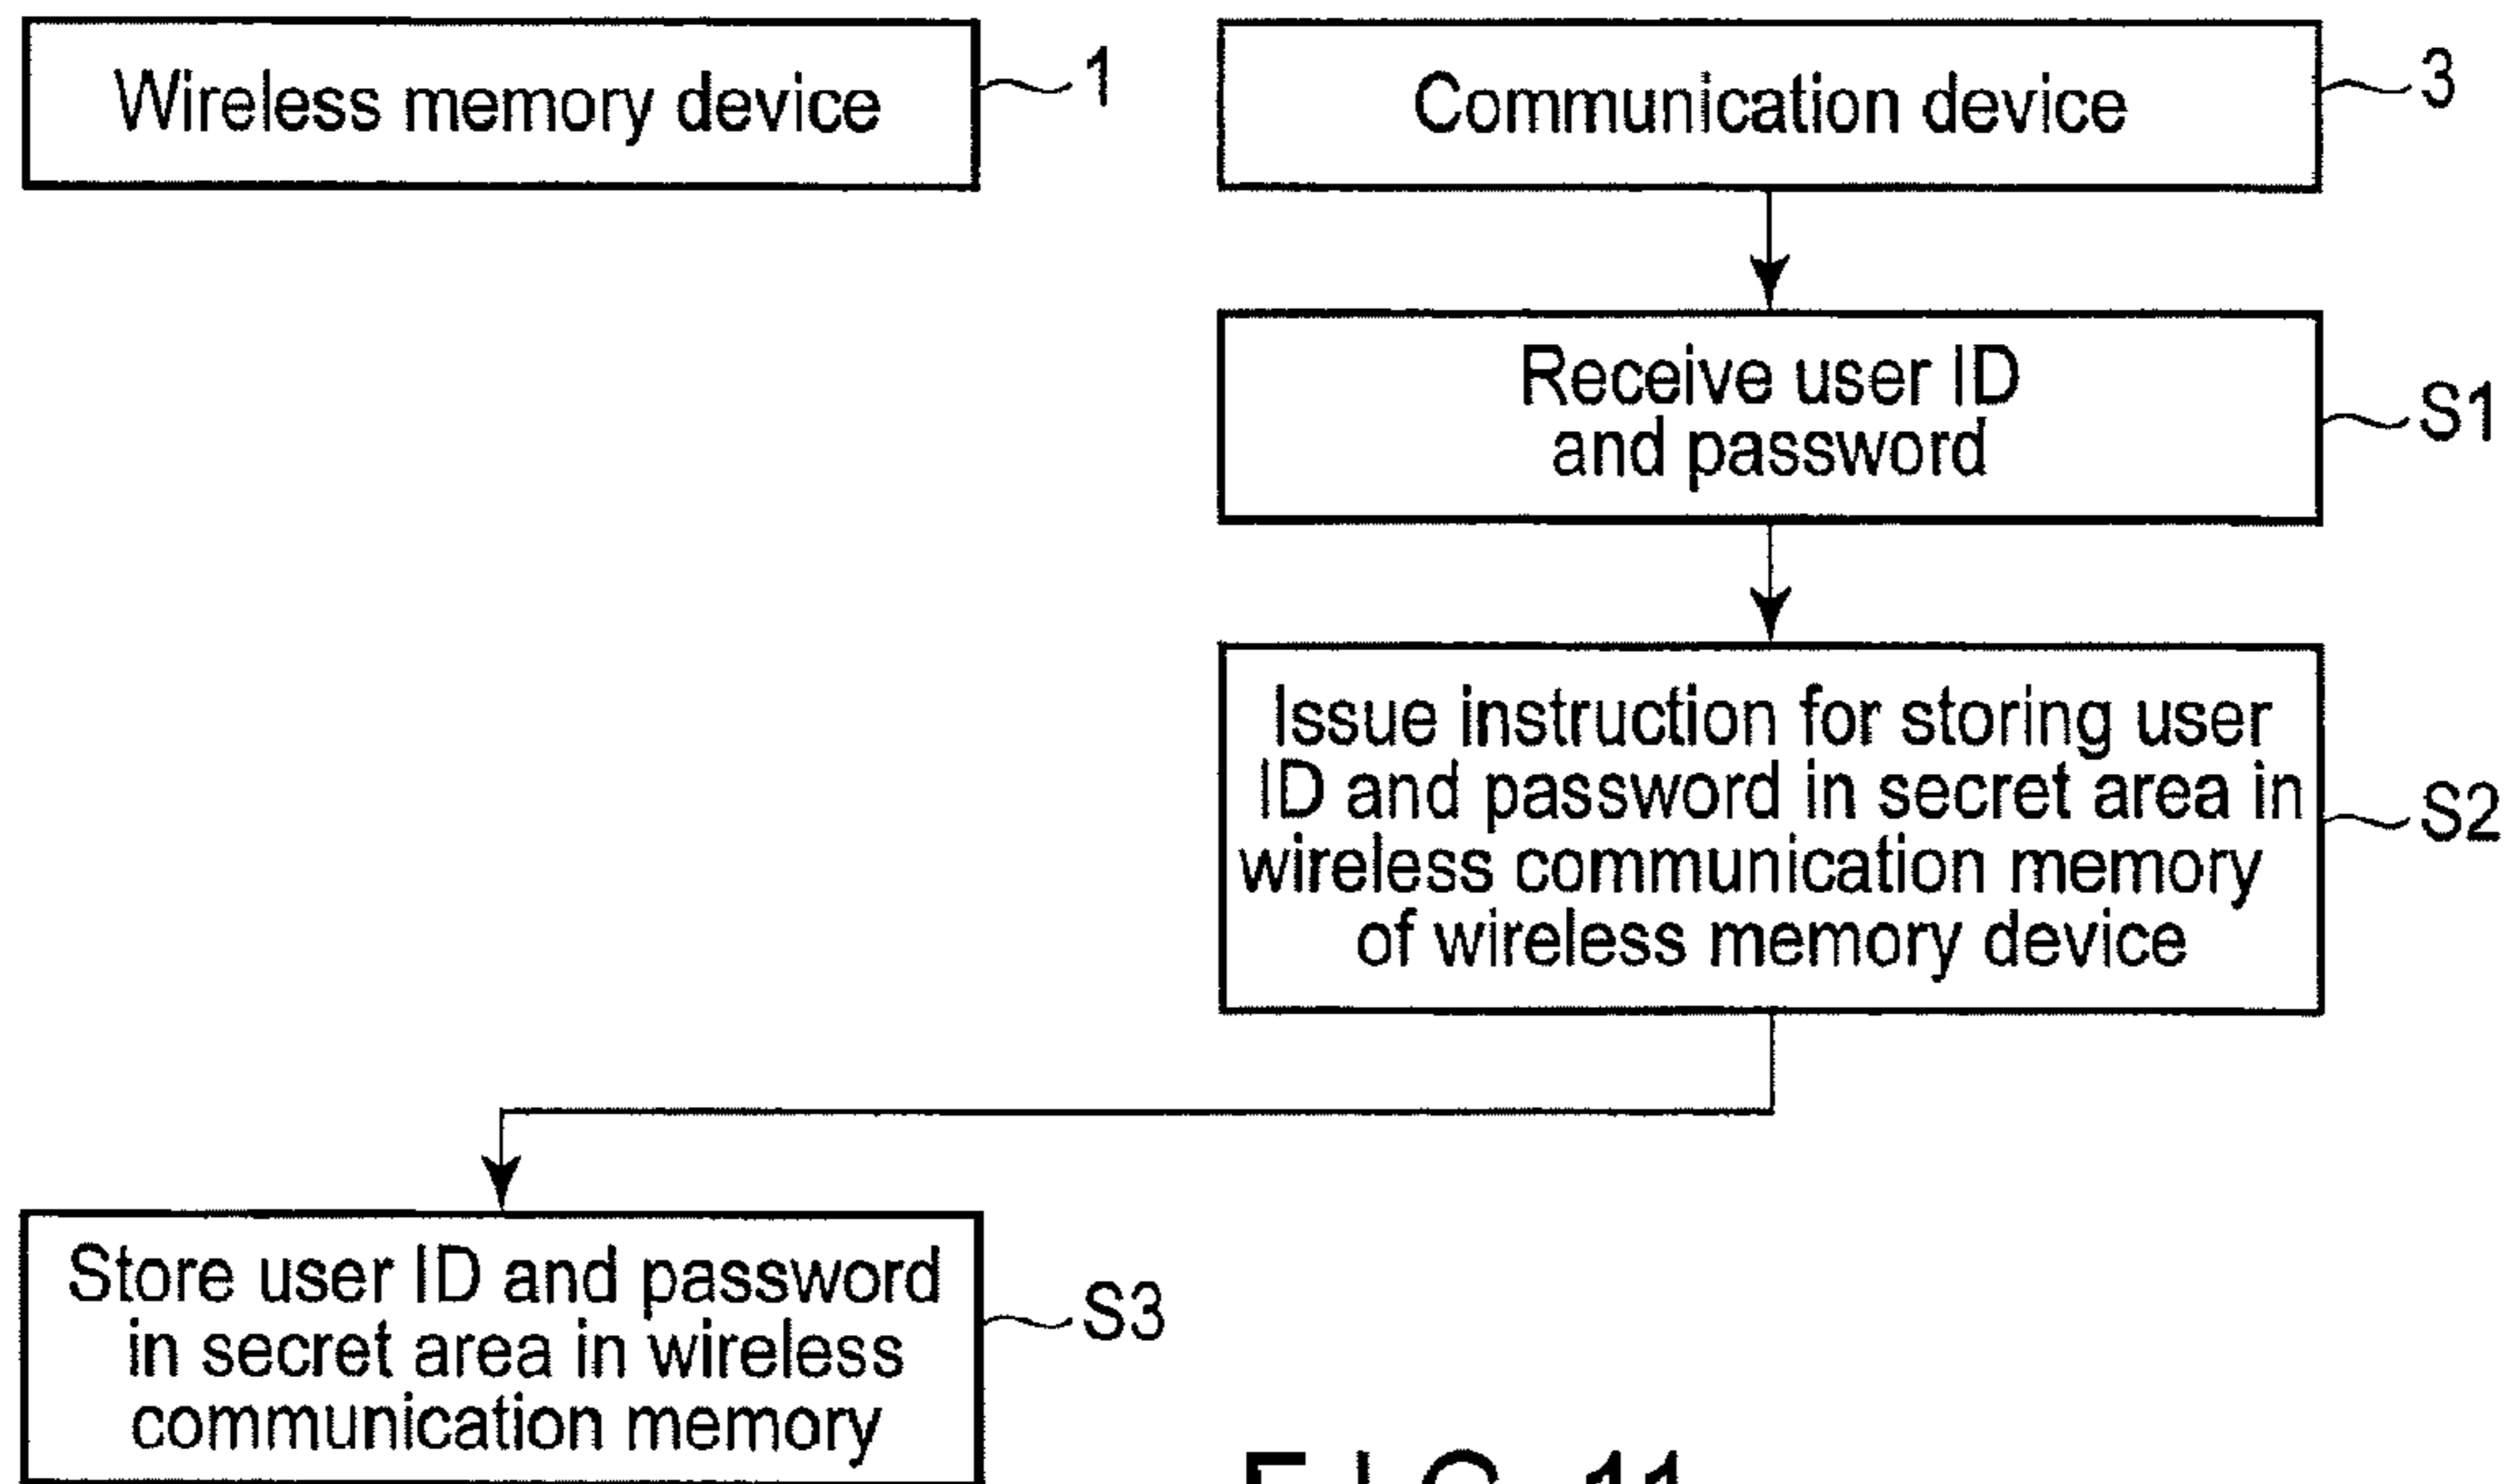 Wireless memory device
1
Communication device
3
Receive user ID
and password
S1
Issue instruction for storing user
ID and password in secret area in
wireless communication memory
of wireless memory device
S2
Store user ID and password
in secret area in wireless
communication memory
S3
FIG. 11